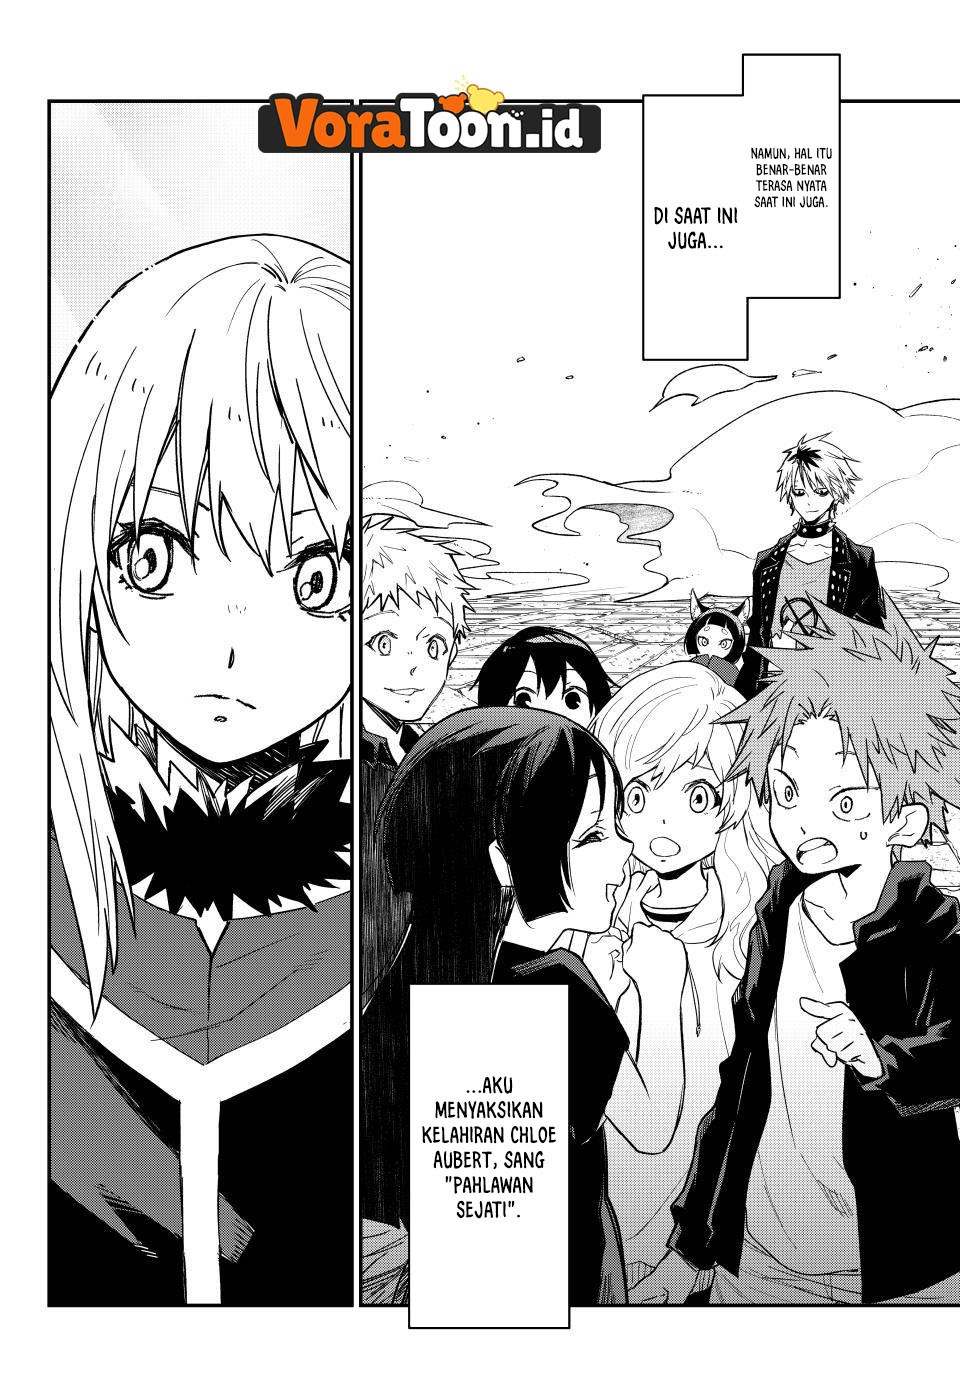 VoraToon.id
NAMUN, HAL ITU
BENAR-BENAR
TERASA NYATA
SAAT INI JUGA.
DI SAAT INI
JUGA...
...AKU
MENYAKSIKAN
KELAHIRAN CHLOE
AUBERT, SANG
"PAHLAWAN
SEJATI".